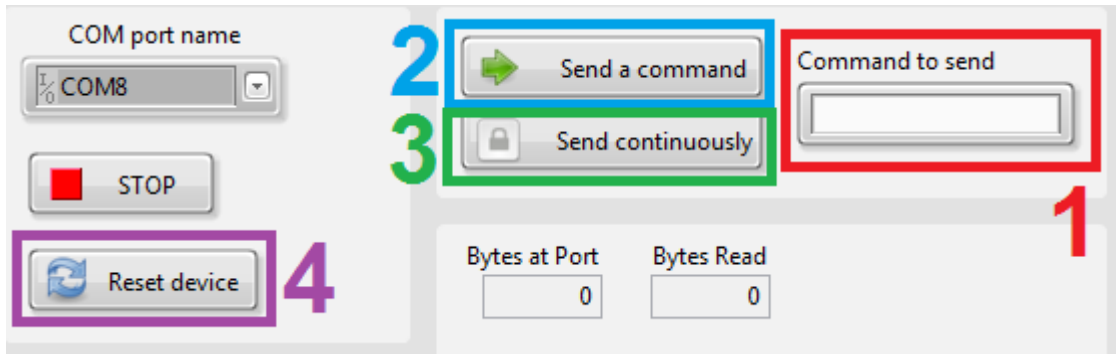 COM port name
I/O COM8
STOP
Reset device
4
2
Send a command
3
Send continuously
Command to send
1
Bytes at Port
0
Bytes Read
0